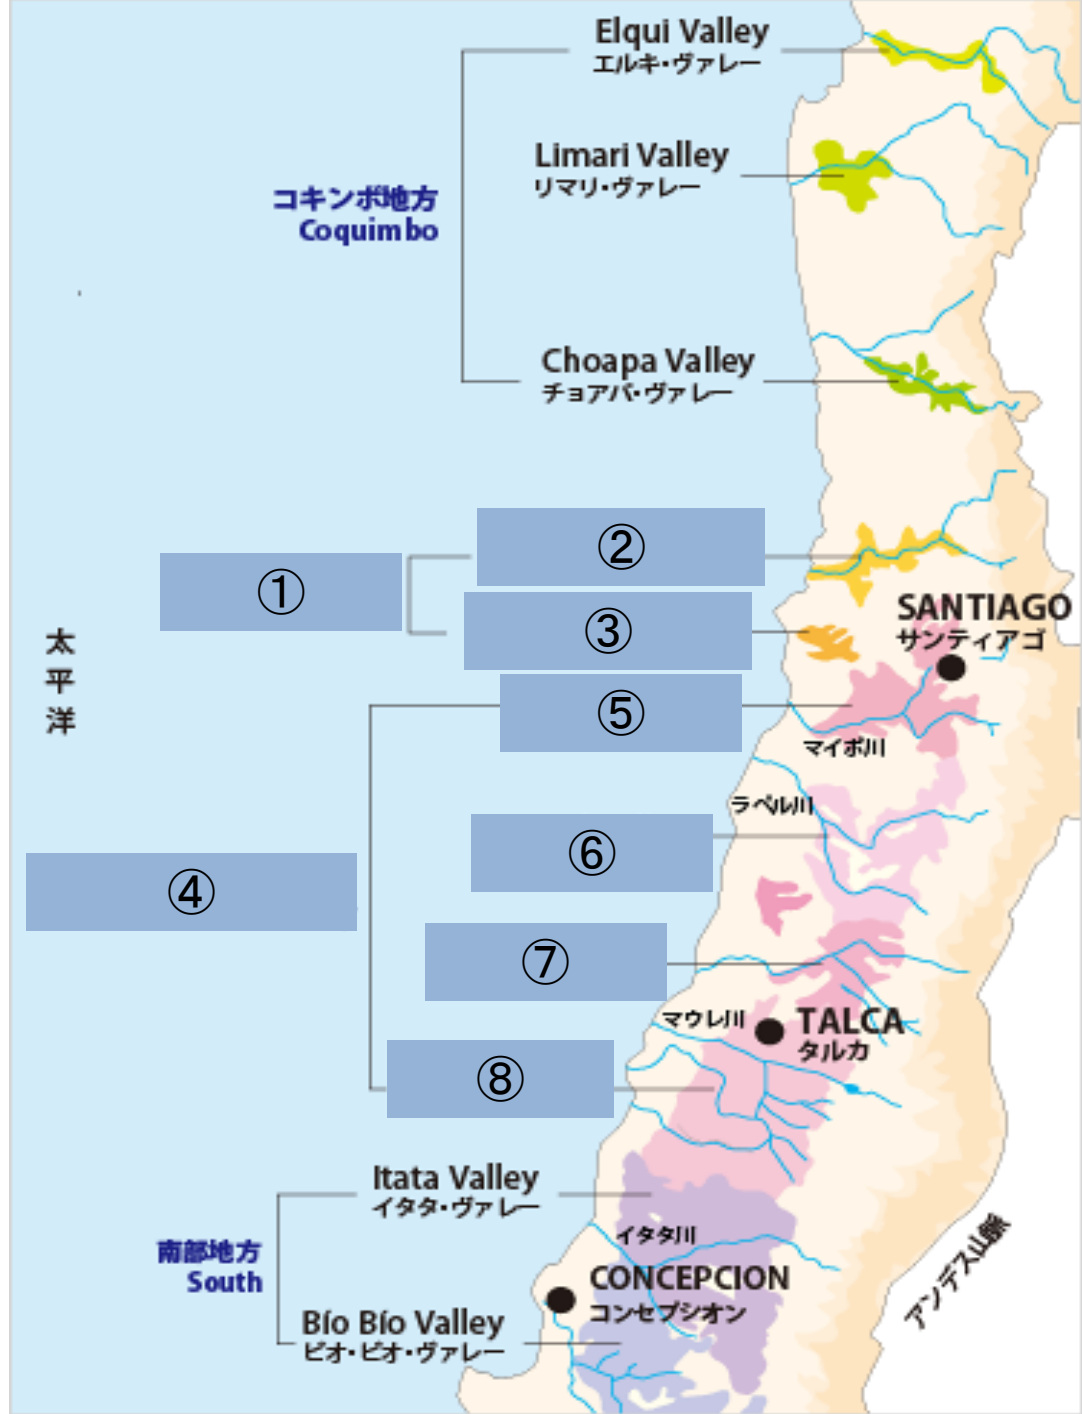 Elqui Valley
エルキ・ヴァレー
Limari Valley
リマリ・ヴァレー
コキンボ地方
Coquimbo
Choapa Valley
チョアパ・ヴァレー
②
①
③
SANTIAGO
サンティアゴ
太平洋
⑤
マイポ川
ラペル川
⑥
④
⑦
マウレ川
TALCA
タルカ
⑧
Itata Valley
イタタ・ヴァレー
南部地方
South
イタタ川
CONCEPCION
コンセプシオン
Bío Bío Valley
ビオ・ビオ・ヴァレー
アンデス山脈